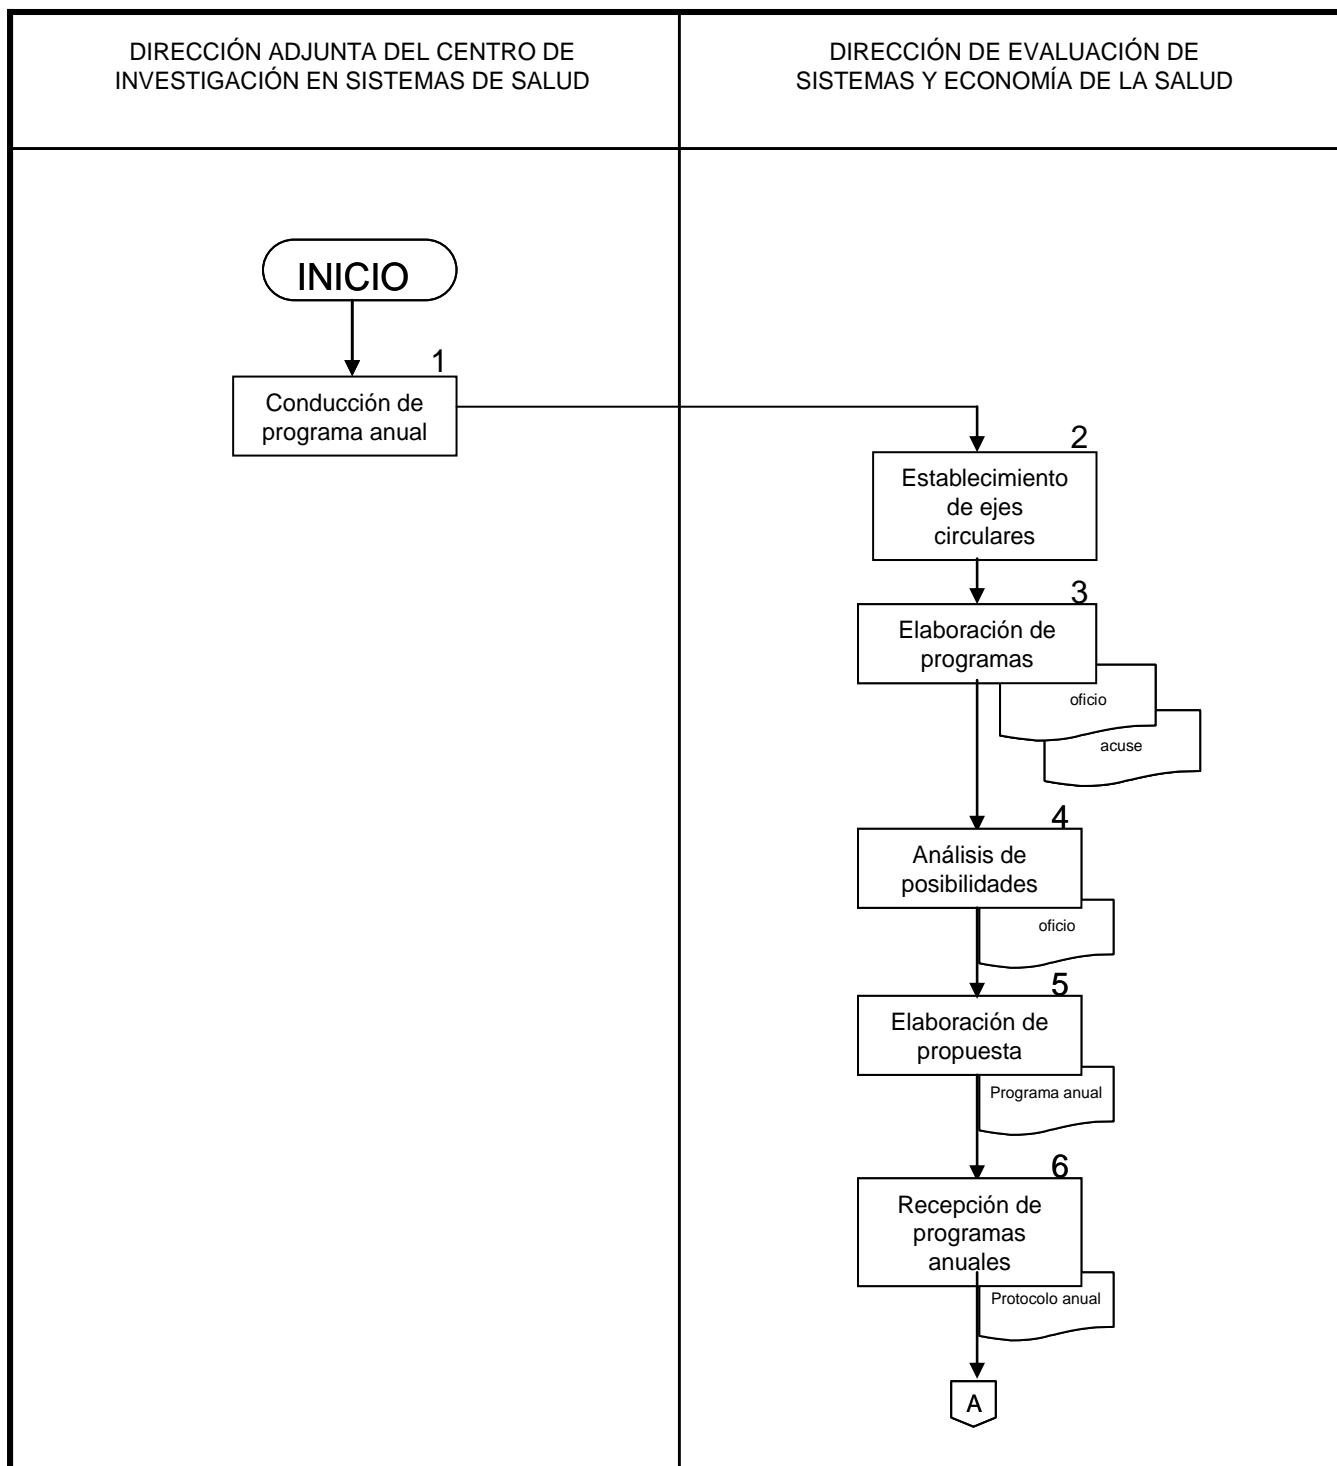 DIRECCIÓN ADJUNTA DEL CENTRO DE
INVESTIGACIÓN EN SISTEMAS DE SALUD
DIRECCIÓN DE EVALUACIÓN DE
SISTEMAS Y ECONOMÍA DE LA SALUD
INICIO
1
Conducción de
programa anual
2
Establecimiento
de ejes
circulares
3
Elaboración de
programas
oficio
acuse
4
Análisis de
posibilidades
oficio
5
Elaboración de
propuesta
Programa anual
6
Recepción de
programas
anuales
Protocolo anual
A